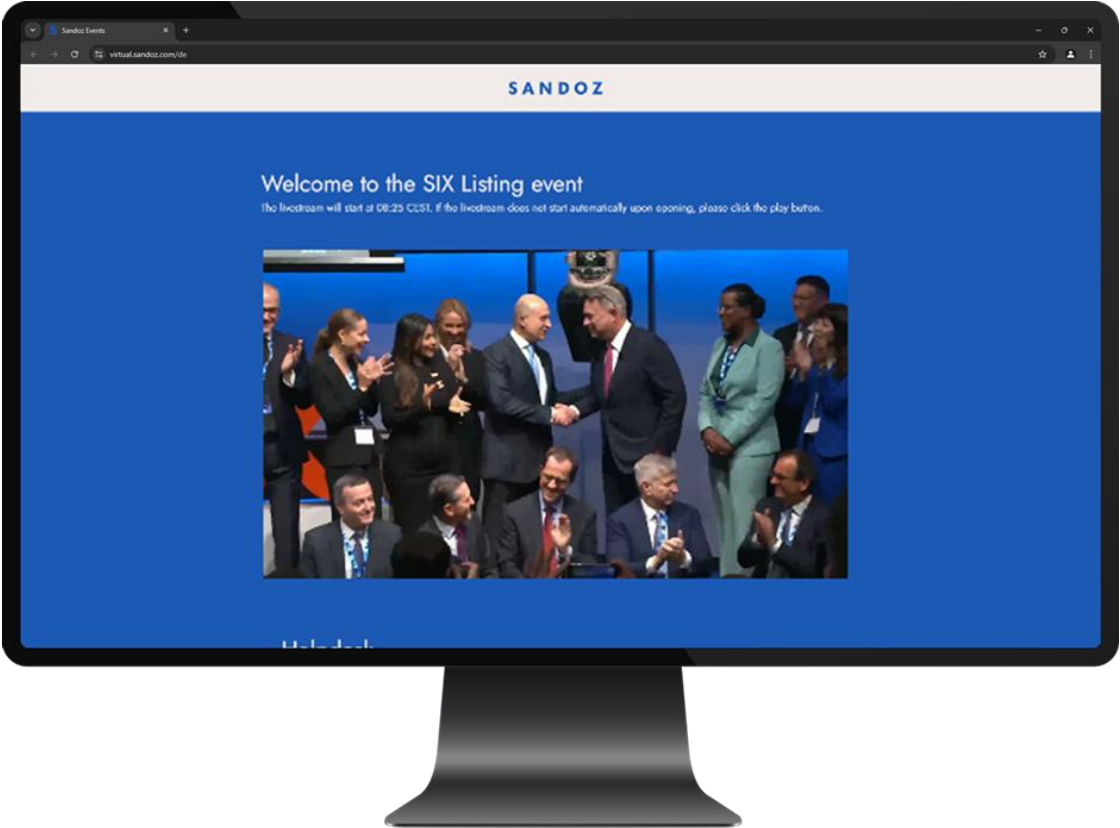 Sandoz Events
virtual.sandoz.com/de
SANDOZ
Welcome to the SIX Listing event
The livestream will start at 08:25 CEST. If the livestream does not start automatically upon opening, please click the play button.
Helpdesk